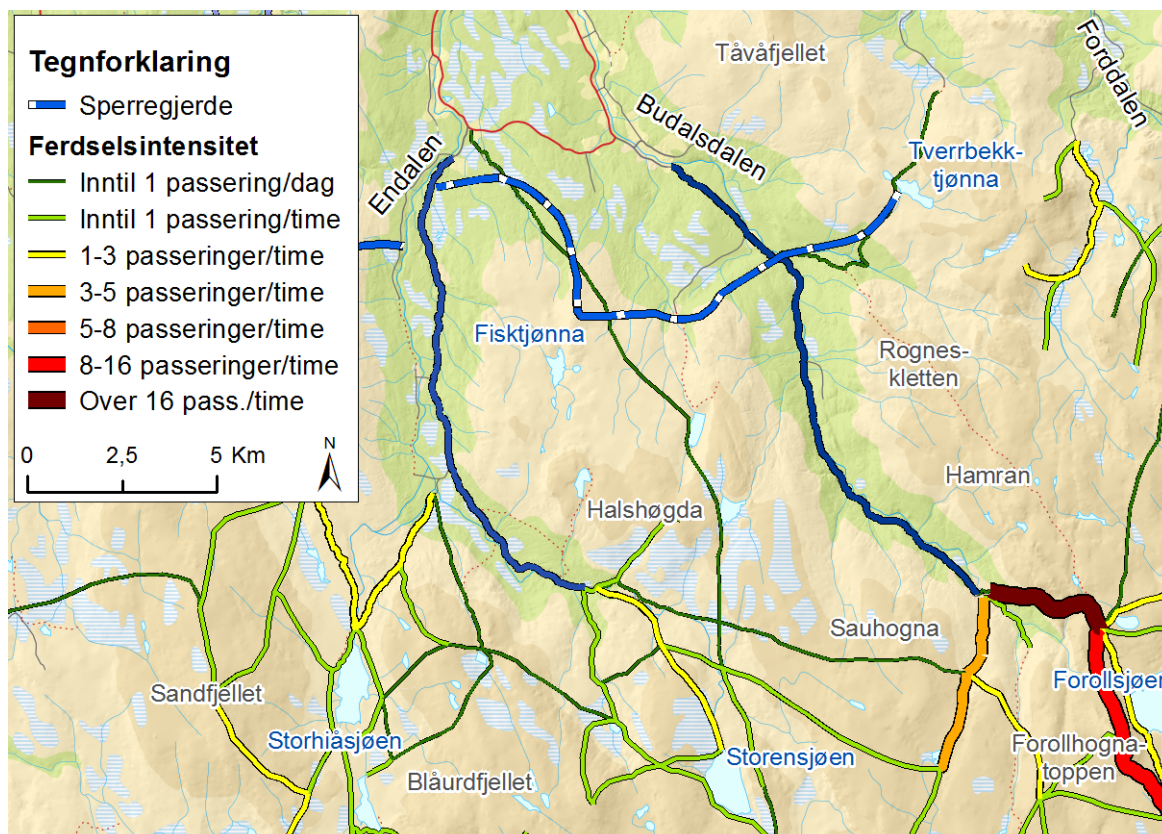 Tegnforklaring
Sperregjerde
Ferdselsintensitet
Inntil 1 passering/dag
Inntil 1 passering/time
1-3 passeringer/time
3-5 passeringer/time
5-8 passeringer/time
8-16 passeringer/time
Over 16 pass./time
0 2,5 5 Km
N
Tåvåfjellet
Forddalen
Budalsdalen
Endalen
Tverrbekk-
tjønna
Fisktjønna
Rognes-
kletten
Hamran
Halshøgda
Sauhogna
Sandfjellet
Forollsjøen
Storhiåsjøen
Storensjøen
Forollhogna-
toppen
Blåurdfjellet